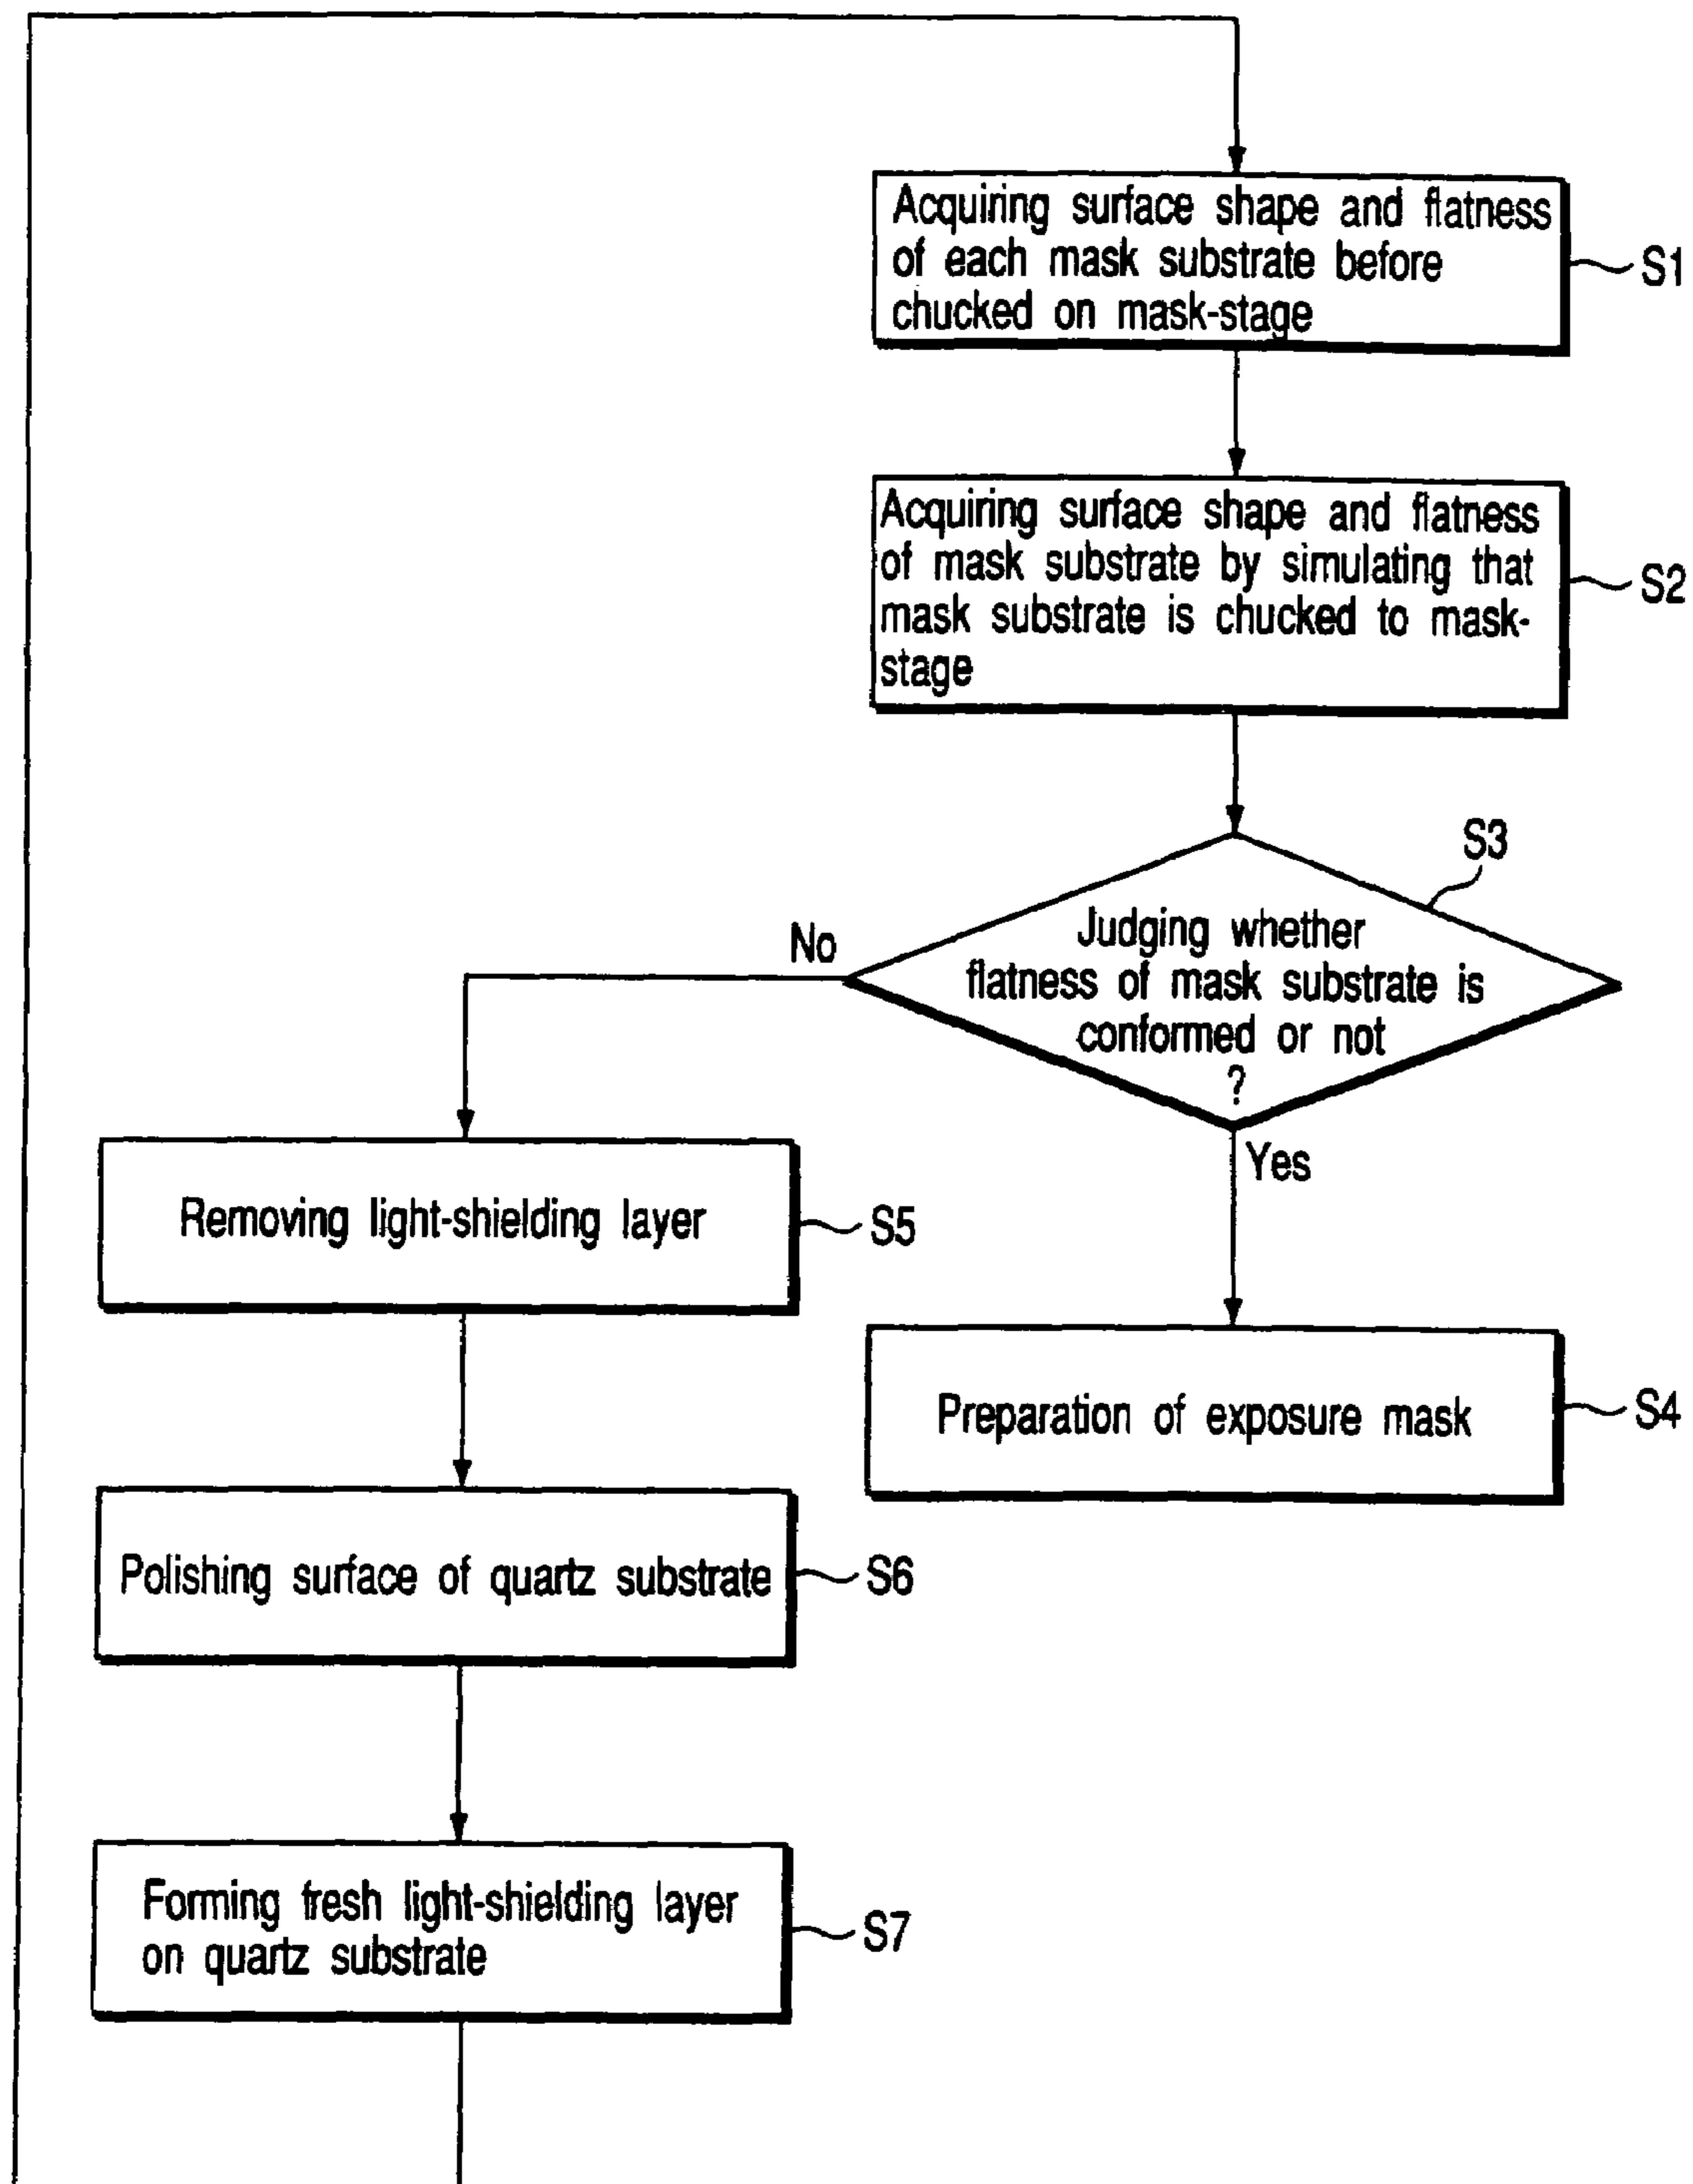 Acquiring surface shape and flatness
of each mask substrate before
chucked on mask-stage
S1
Acquiring surface shape and flatness
of mask substrate by simulating that
mask substrate is chucked to mask-
stage
S2
S3
Judging whether
flatness of mask substrate is
conformed or not
?
No
Yes
Removing light-shielding layer
S5
Preparation of exposure mask
S4
Polishing surface of quartz substrate
S6
Forming fresh light-shielding layer
on quartz substrate
S7